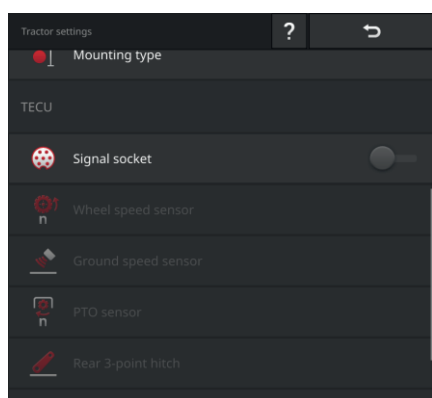 Tractor settings
?
Mounting type
TECU
Signal socket
Wheel speed sensor
n
Ground speed sensor
PTO sensor
n
Rear 3-point hitch